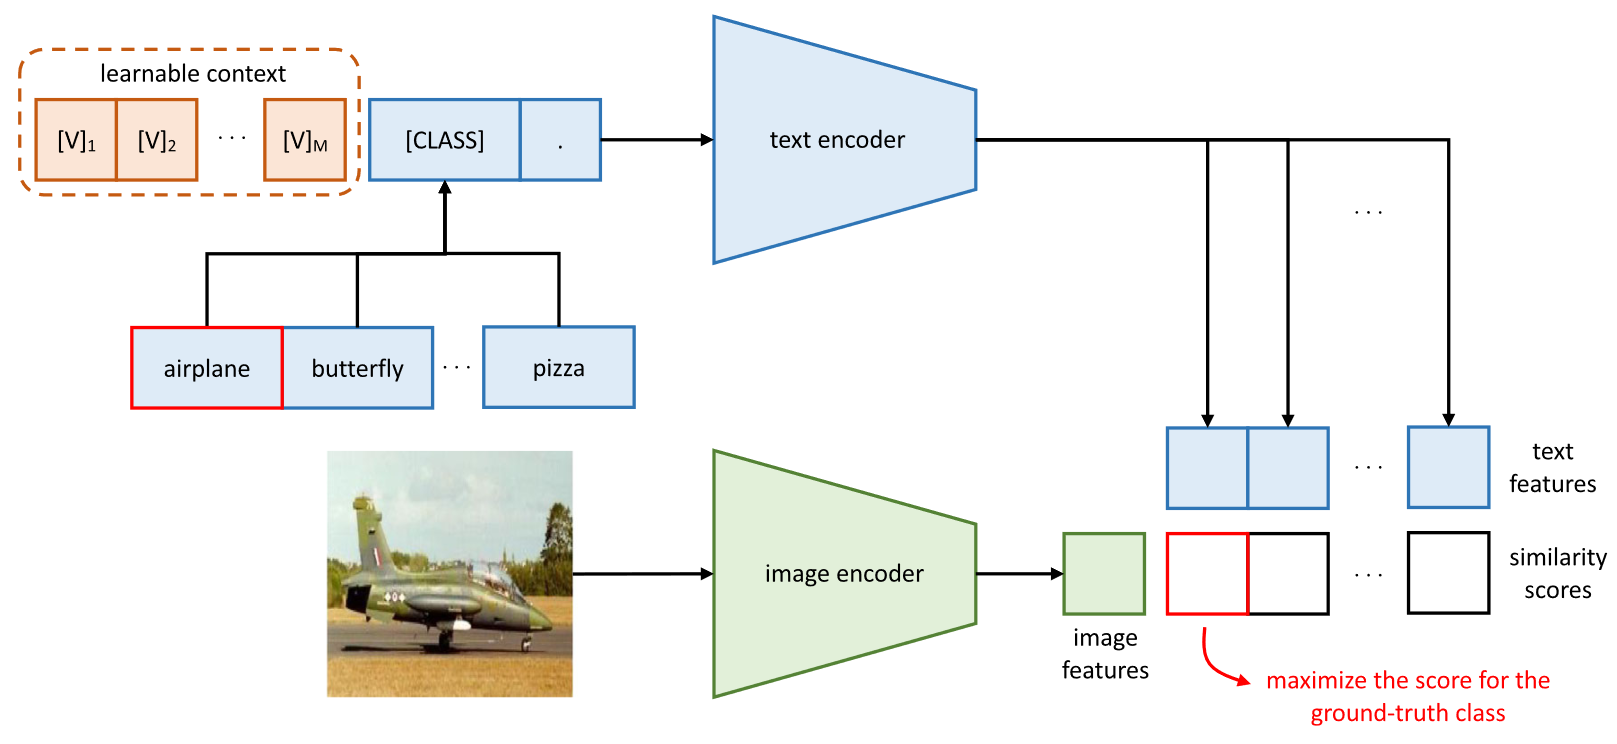 learnable context
[V]1 [V]2 ... [V]M [CLASS] .
text encoder
...
airplane butterfly ... pizza
... text
features
image encoder
... similarity
scores
image
features
maximize the score for the
ground-truth class